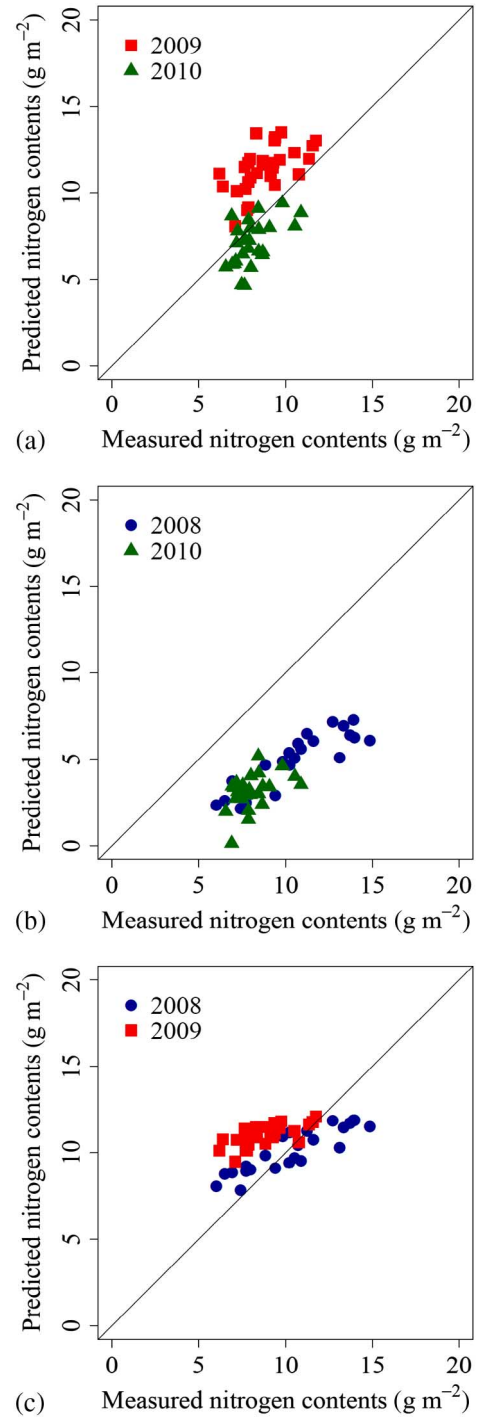 20
15
10
5
0
Predicted nitrogen contents (g m⁻²)
2009
2010
0 5 10 15 20
(a) Measured nitrogen contents (g m⁻²)
20
15
10
5
0
Predicted nitrogen contents (g m⁻²)
2008
2010
0 5 10 15 20
(b) Measured nitrogen contents (g m⁻²)
20
15
10
5
0
Predicted nitrogen contents (g m⁻²)
2008
2009
0 5 10 15 20
(c) Measured nitrogen contents (g m⁻²)